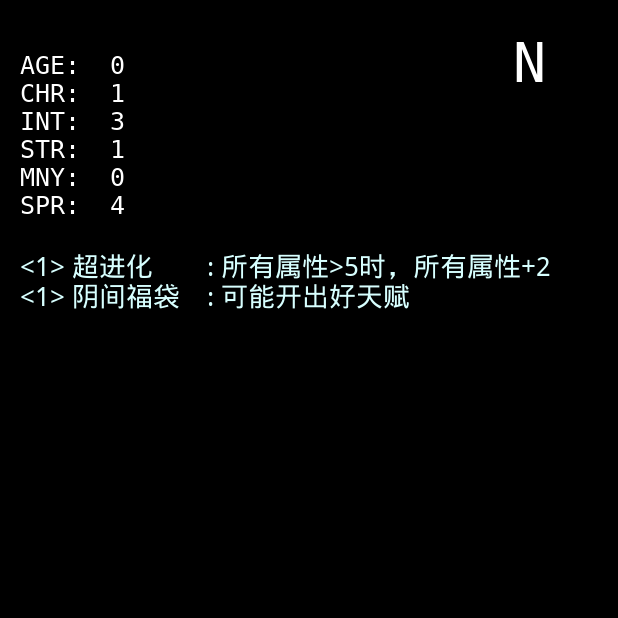 N
AGE: 0
CHR: 1
INT: 3
STR: 1
MNY: 0
SPR: 4
<1> 超进化 : 所有属性>5时，所有属性+2
<1> 阴间福袋 : 可能开出好天赋